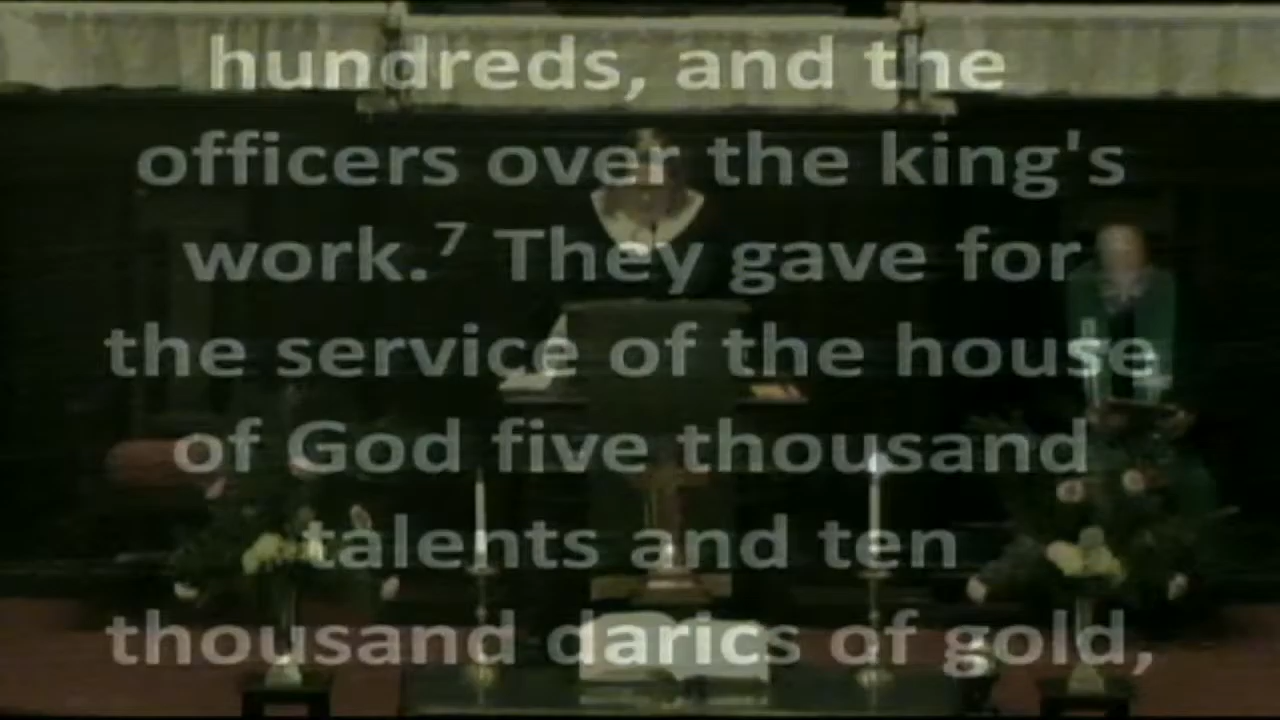 hundreds, and the
officers over the king's
work.⁷ They gave for
the service of the house
of God five thousand
talents and ten
thousand darics of gold,